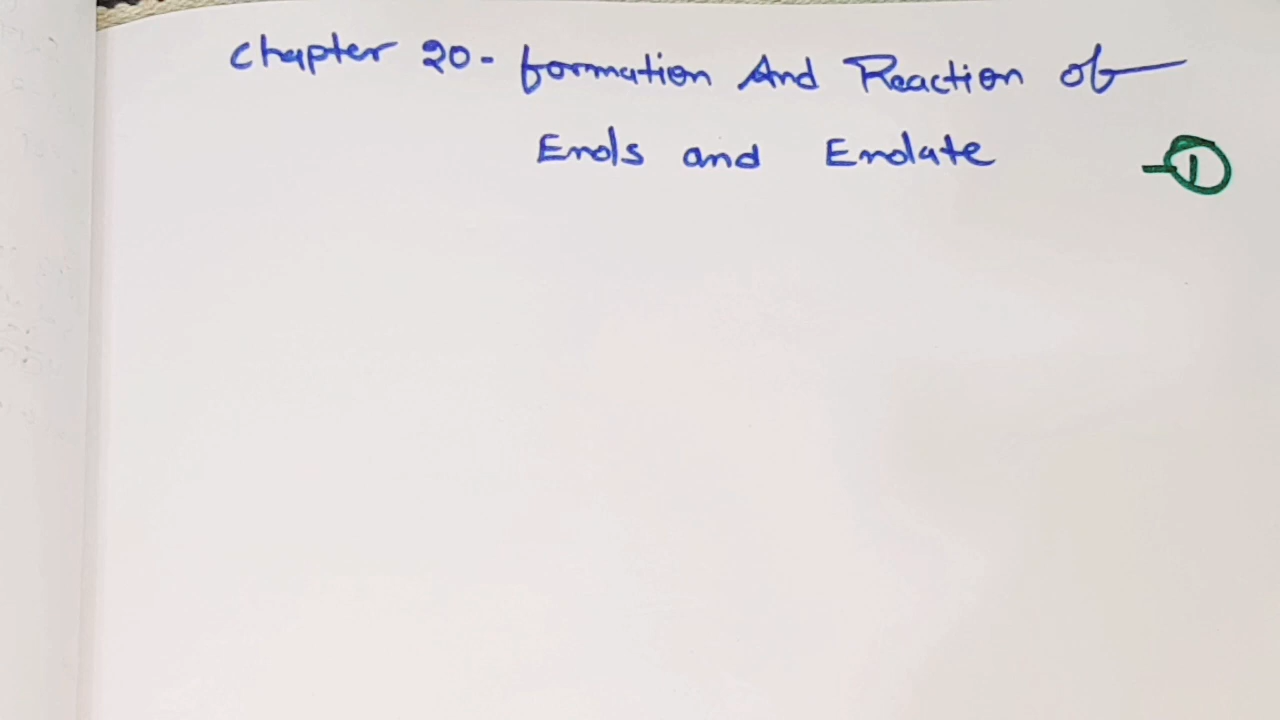 Chapter 20- formation And Reaction of
Enols and Enolate
-1